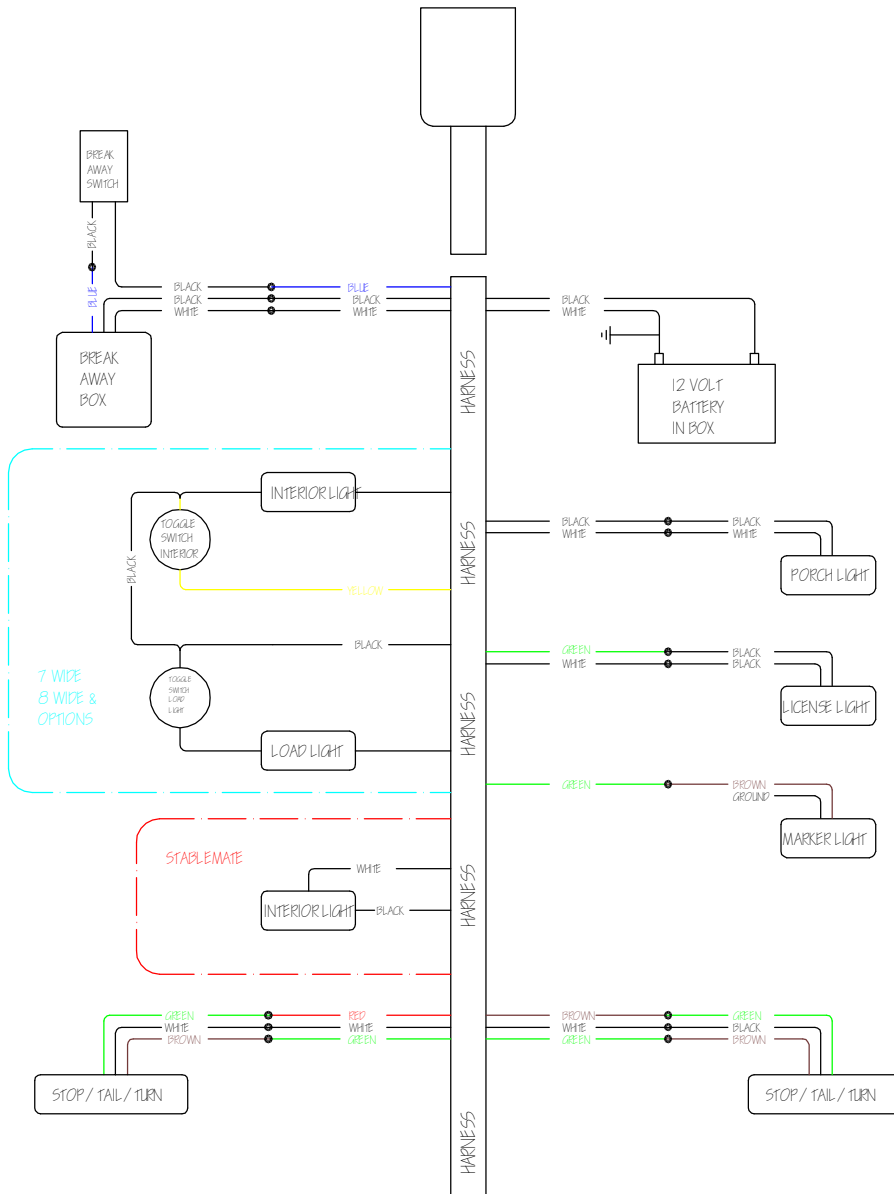 BREAK
AWAY
SWITCH
BLACK
BLUE
BLACK BLUE
BLACK BLACK BLACK
WHITE WHITE WHITE
BREAK
AWAY
BOX
HARNESS
12 VOLT
BATTERY
IN BOX
INTERIOR LIGHT
TOGGLE
SWITCH
INTERIOR
BLACK
YELLOW
HARNESS
BLACK BLACK
WHITE WHITE
PORCH LIGHT
BLACK
7 WIDE
8 WIDE &
OPTIONS
TOGGLE
SWITCH
LOAD
LIGHT
LOAD LIGHT
HARNESS
GREEN BLACK
WHITE BLACK
LICENSE LIGHT
GREEN BROWN
GROUND
MARKER LIGHT
STABLEMATE
WHITE
INTERIOR LIGHT
BLACK
HARNESS
GREEN RED BROWN GREEN
WHITE WHITE WHITE BLACK
BROWN GREEN GREEN BROWN
STOP / TAIL / TURN
STOP / TAIL / TURN
HARNESS